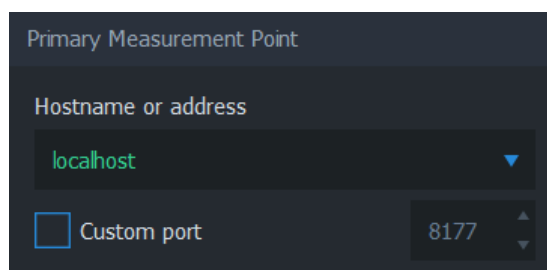 Primary Measurement Point
Hostname or address
localhost
Custom port 8177